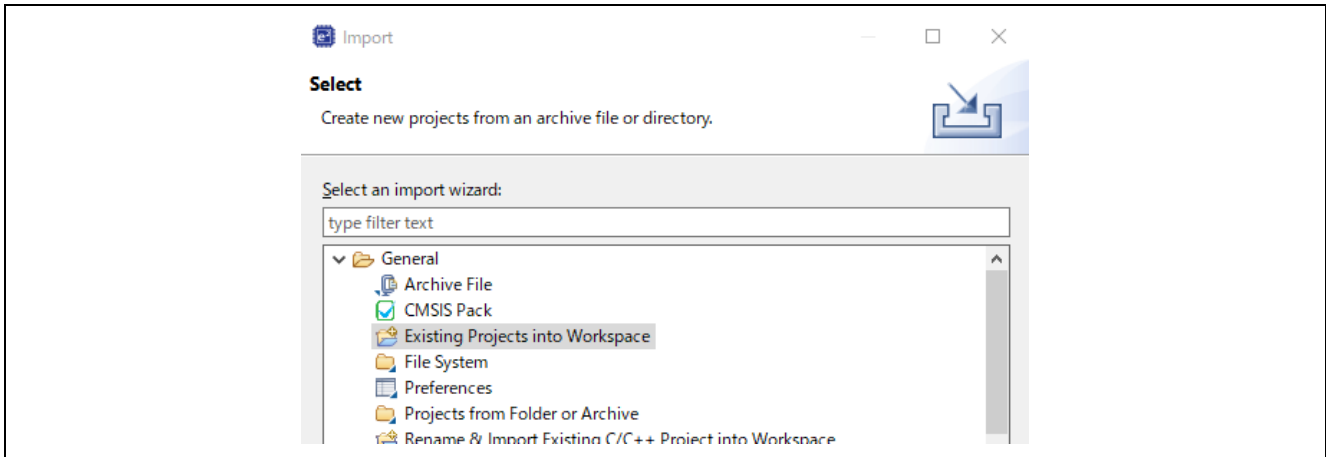 Import
Select
Create new projects from an archive file or directory.
Select an import wizard:
type filter text
General
Archive File
CMSIS Pack
Existing Projects into Workspace
File System
Preferences
Projects from Folder or Archive
Rename & Import Existing C/C++ Project into Workspace